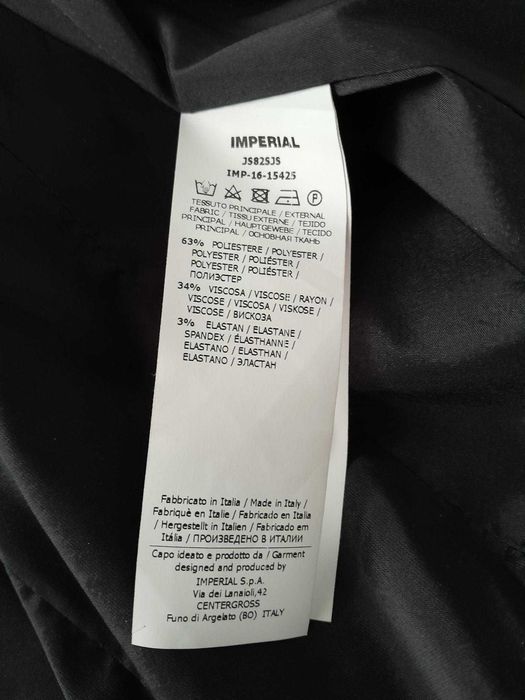 IMPERIAL
JS82SJS
IMP-16-15425
P
TESSUTO PRINCIPALE / EXTERNAL
FABRIC / TISSU EXTERNE / TEJIDO
PRINCIPAL / HAUPTGEWEBE / TECIDO
PRINCIPAL / ОСНОВНАЯ ТКАНЬ
63% POLIESTERE / POLYESTER /
POLYESTER / POLIÉSTER /
POLYESTER / POLIÉSTER /
ПОЛИЭСТЕР
34% VISCOSA / VISCOSE / RAYON /
VISCOSE / VISCOSA / VISKOSE /
VISCOSE / ВИСКОЗА
3% ELASTAN / ELASTANE /
SPANDEX / ÉLASTHANNE /
ELASTANO / ELASTHAN /
ELASTANO / ЭЛАСТАН
Fabbricato in Italia / Made in Italy /
Fabriquè en Italie / Fabricado en Italia
/ Hergestellt in Italien / Fabricado em
Itália / ПРОИЗВЕДЕНО В ИТАЛИИ
Capo ideato e prodotto da / Garment
designed and produced by
IMPERIAL S.p.A.
Via dei Lanaioli,42
CENTERGROSS
Funo di Argelato (BO) ITALY